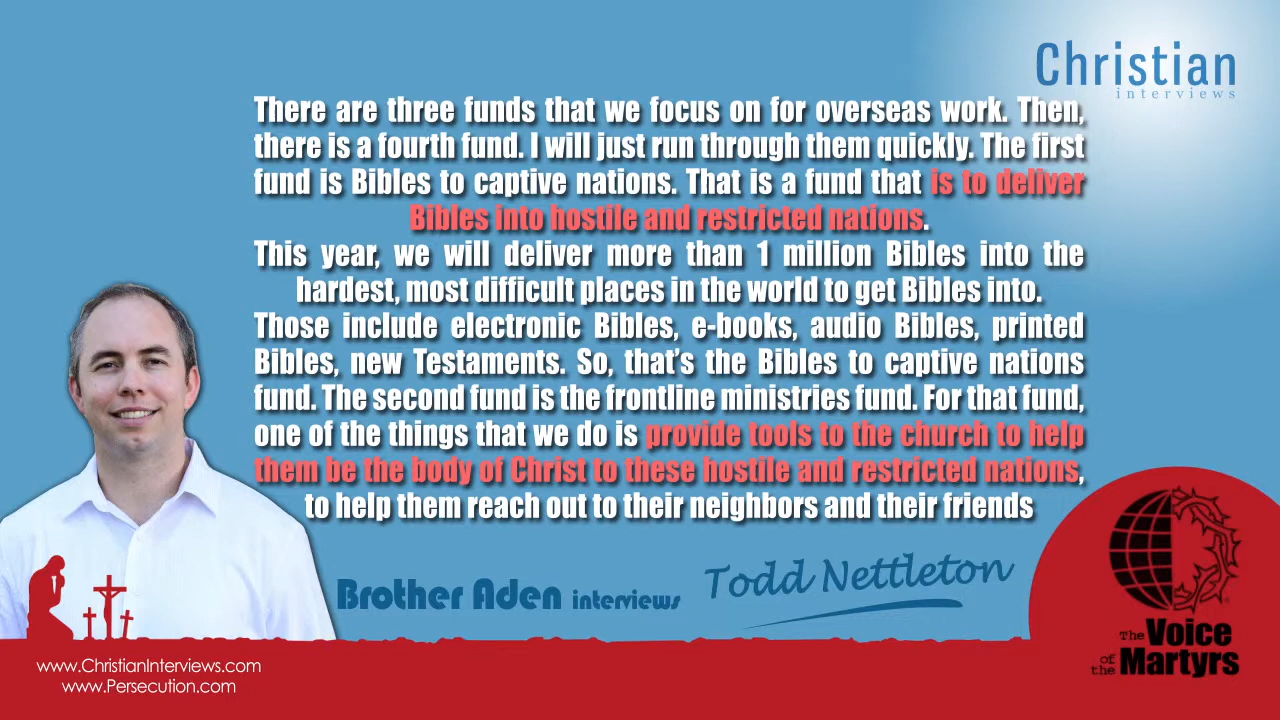 Christian
interviews
There are three funds that we focus on for overseas work. Then,
there is a fourth fund. I will just run through them quickly. The first
fund is Bibles to captive nations. That is a fund that is to deliver
Bibles into hostile and restricted nations.
This year, we will deliver more than 1 million Bibles into the
hardest, most difficult places in the world to get Bibles into.
Those include electronic Bibles, e-books, audio Bibles, printed
Bibles, new Testaments. So, that's the Bibles to captive nations
fund. The second fund is the frontline ministries fund. For that fund,
one of the things that we do is provide tools to the church to help
them be the body of Christ to these hostile and restricted nations,
to help them reach out to their neighbors and their friends
Brother Aden interviews Todd Nettleton
www.ChristianInterviews.com
www.Persecution.com
The Voice
of the Martyrs